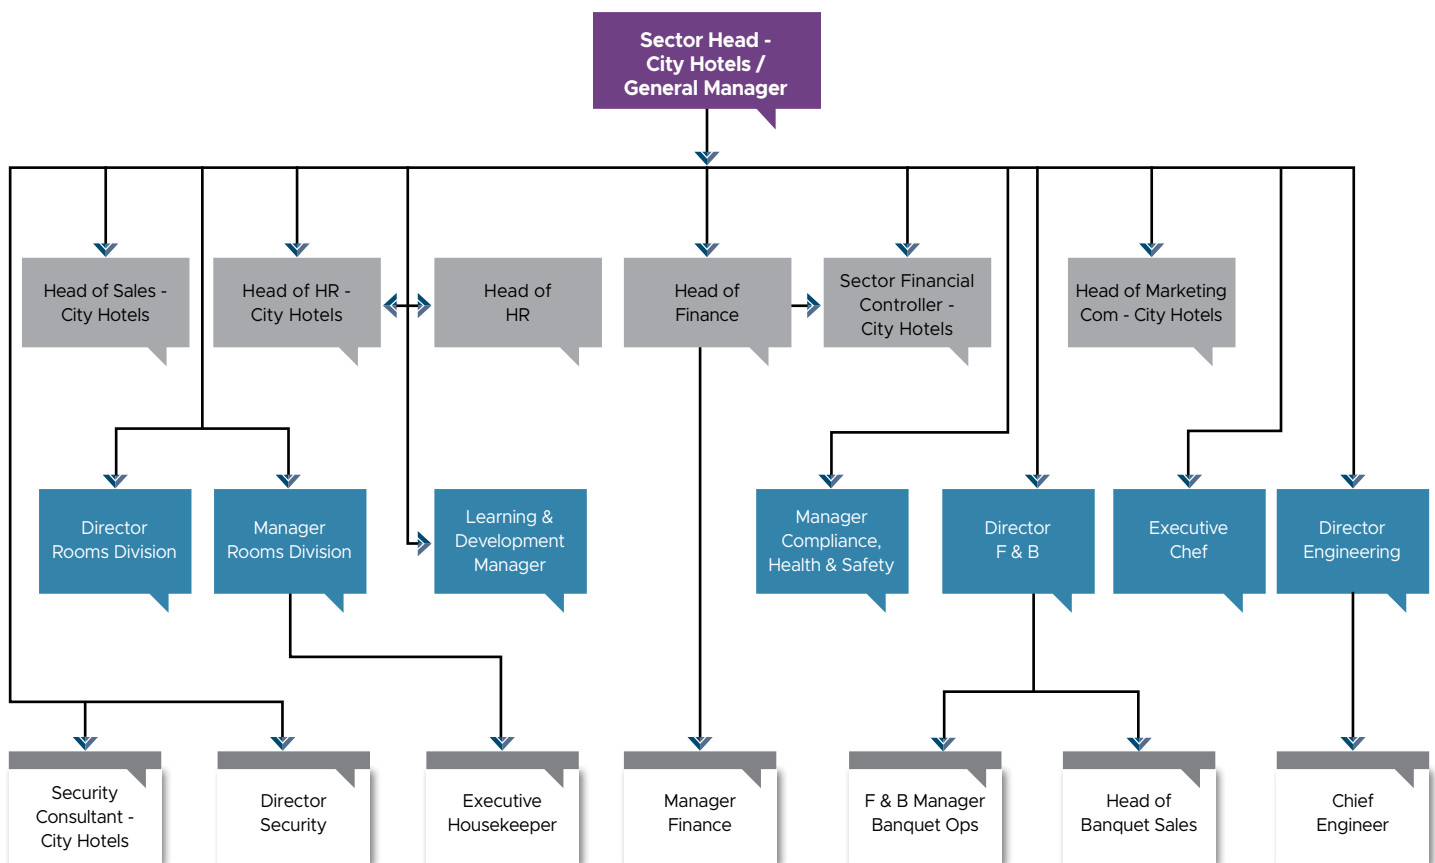 Sector Head -
City Hotels /
General Manager
Head of Sales -
City Hotels
Head of HR -
City Hotels
Head of
HR
Head of
Finance
Sector Financial
Controller -
City Hotels
Head of Marketing
Com - City Hotels
Director
Rooms Division
Manager
Rooms Division
Learning &
Development
Manager
Manager
Compliance,
Health & Safety
Director
F & B
Executive
Chef
Director
Engineering
Security
Consultant -
City Hotels
Director
Security
Executive
Housekeeper
Manager
Finance
F & B Manager
Banquet Ops
Head of
Banquet Sales
Chief
Engineer